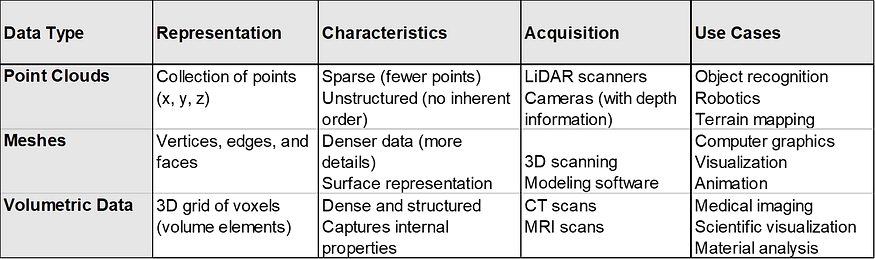 Data Type
Representation
Characteristics
Acquisition
Use Cases
Point Clouds
Collection of points
(x, y, z)
Sparse (fewer points)
Unstructured (no inherent
order)
LiDAR scanners
Cameras (with depth
information)
Object recognition
Robotics
Terrain mapping
Meshes
Vertices, edges, and
faces
Denser data (more
details)
Surface representation
3D scanning
Modeling software
Computer graphics
Visualization
Animation
Volumetric Data
3D grid of voxels
(volume elements)
Dense and structured
Captures internal
properties
CT scans
MRI scans
Medical imaging
Scientific visualization
Material analysis